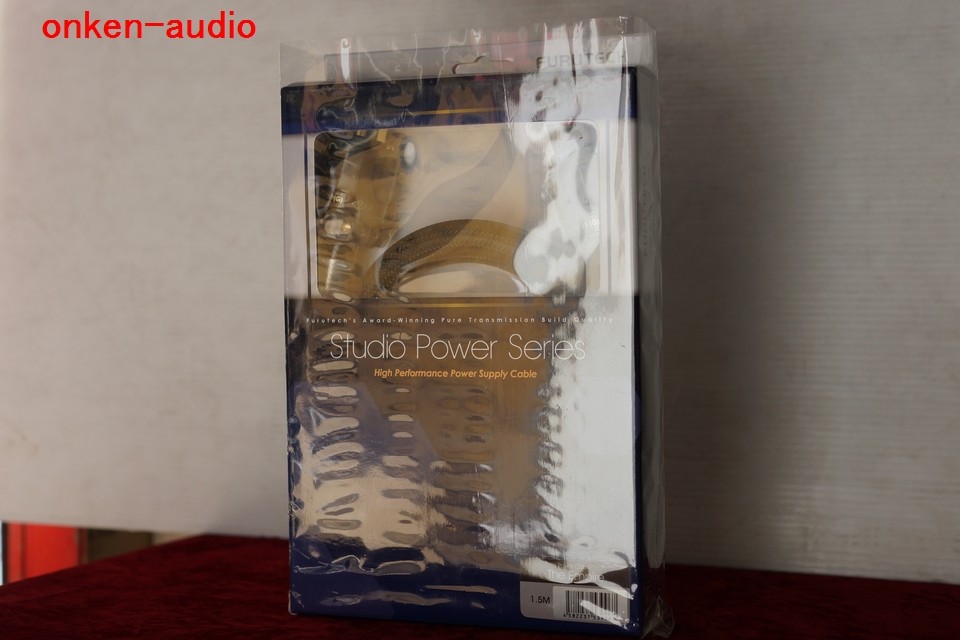 onken-audio
FURUTECH
Furutech's Award-Winning Pure Transmission Build Quality
Studio Power Series
High Performance Power Supply Cable
1.5M